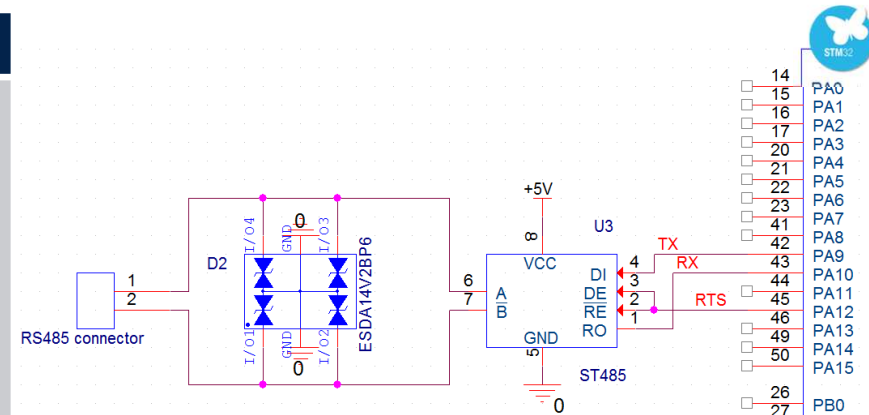 STM32
14
PA0
15
PA1
16
PA2
17
PA3
20
PA4
21
PA5
22
PA6
23
PA7
41
PA8
42
PA9
43
PA10
44
PA11
45
PA12
46
PA13
49
PA14
50
PA15
26
PB0
27
TX
RX
RTS
+5V
U3
8
VCC
DI
4
DE
3
RE
2
RO
1
6
A
7
B
GND
5
0
ST485
I/O4
GND
0
I/O3
D2
ESDA14V2BP6
I/O1
GND
0
I/O2
1
2
RS485 connector